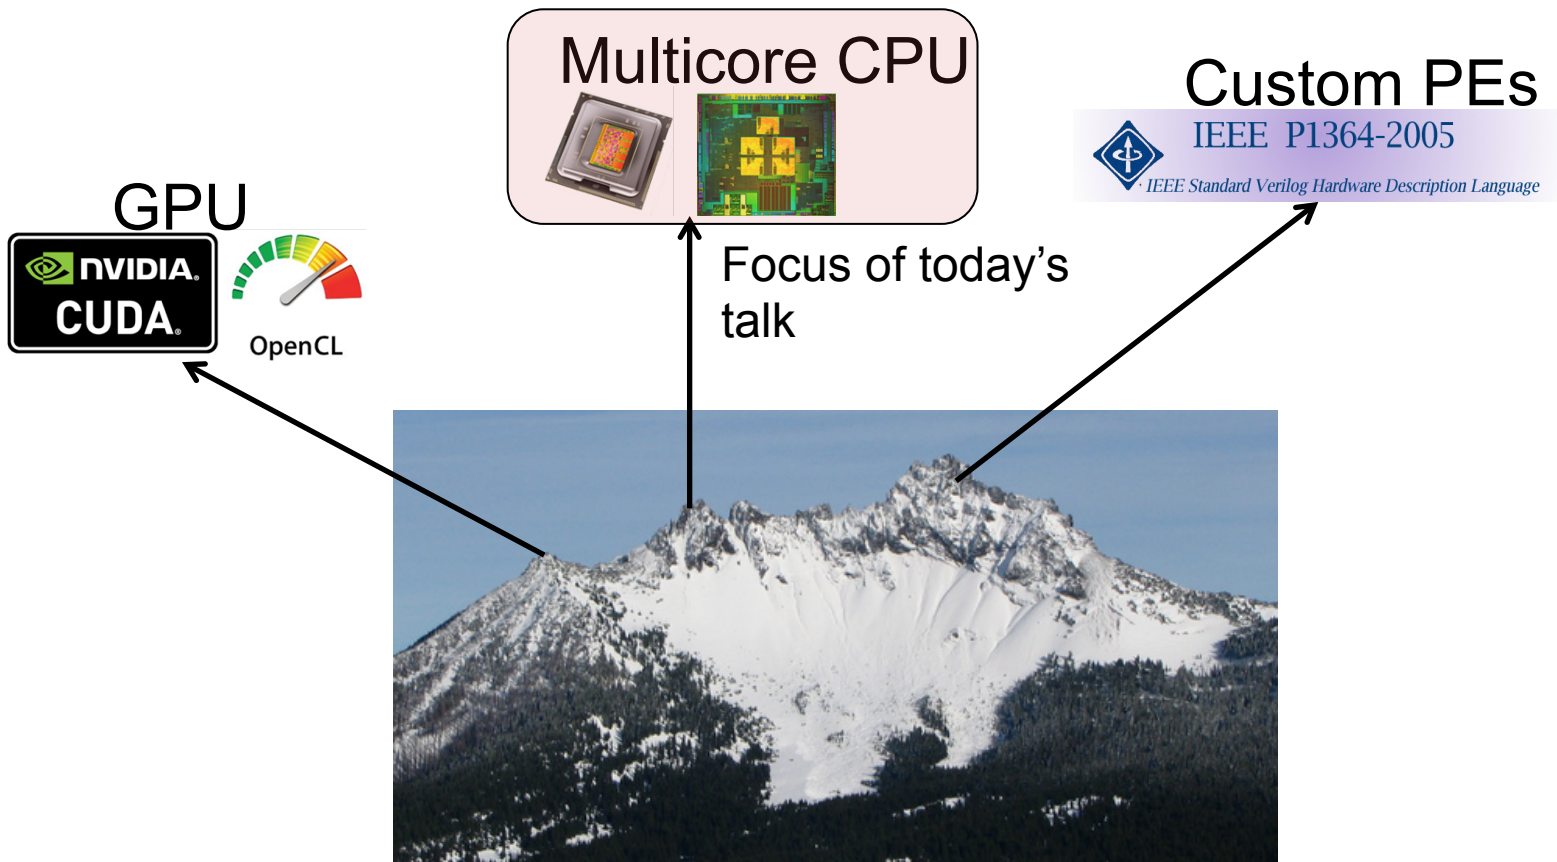 Multicore CPU
Custom PEs
IEEE P1364-2005
IEEE Standard Verilog Hardware Description Language
GPU
NVIDIA.
CUDA.
OpenCL
Focus of today's
talk